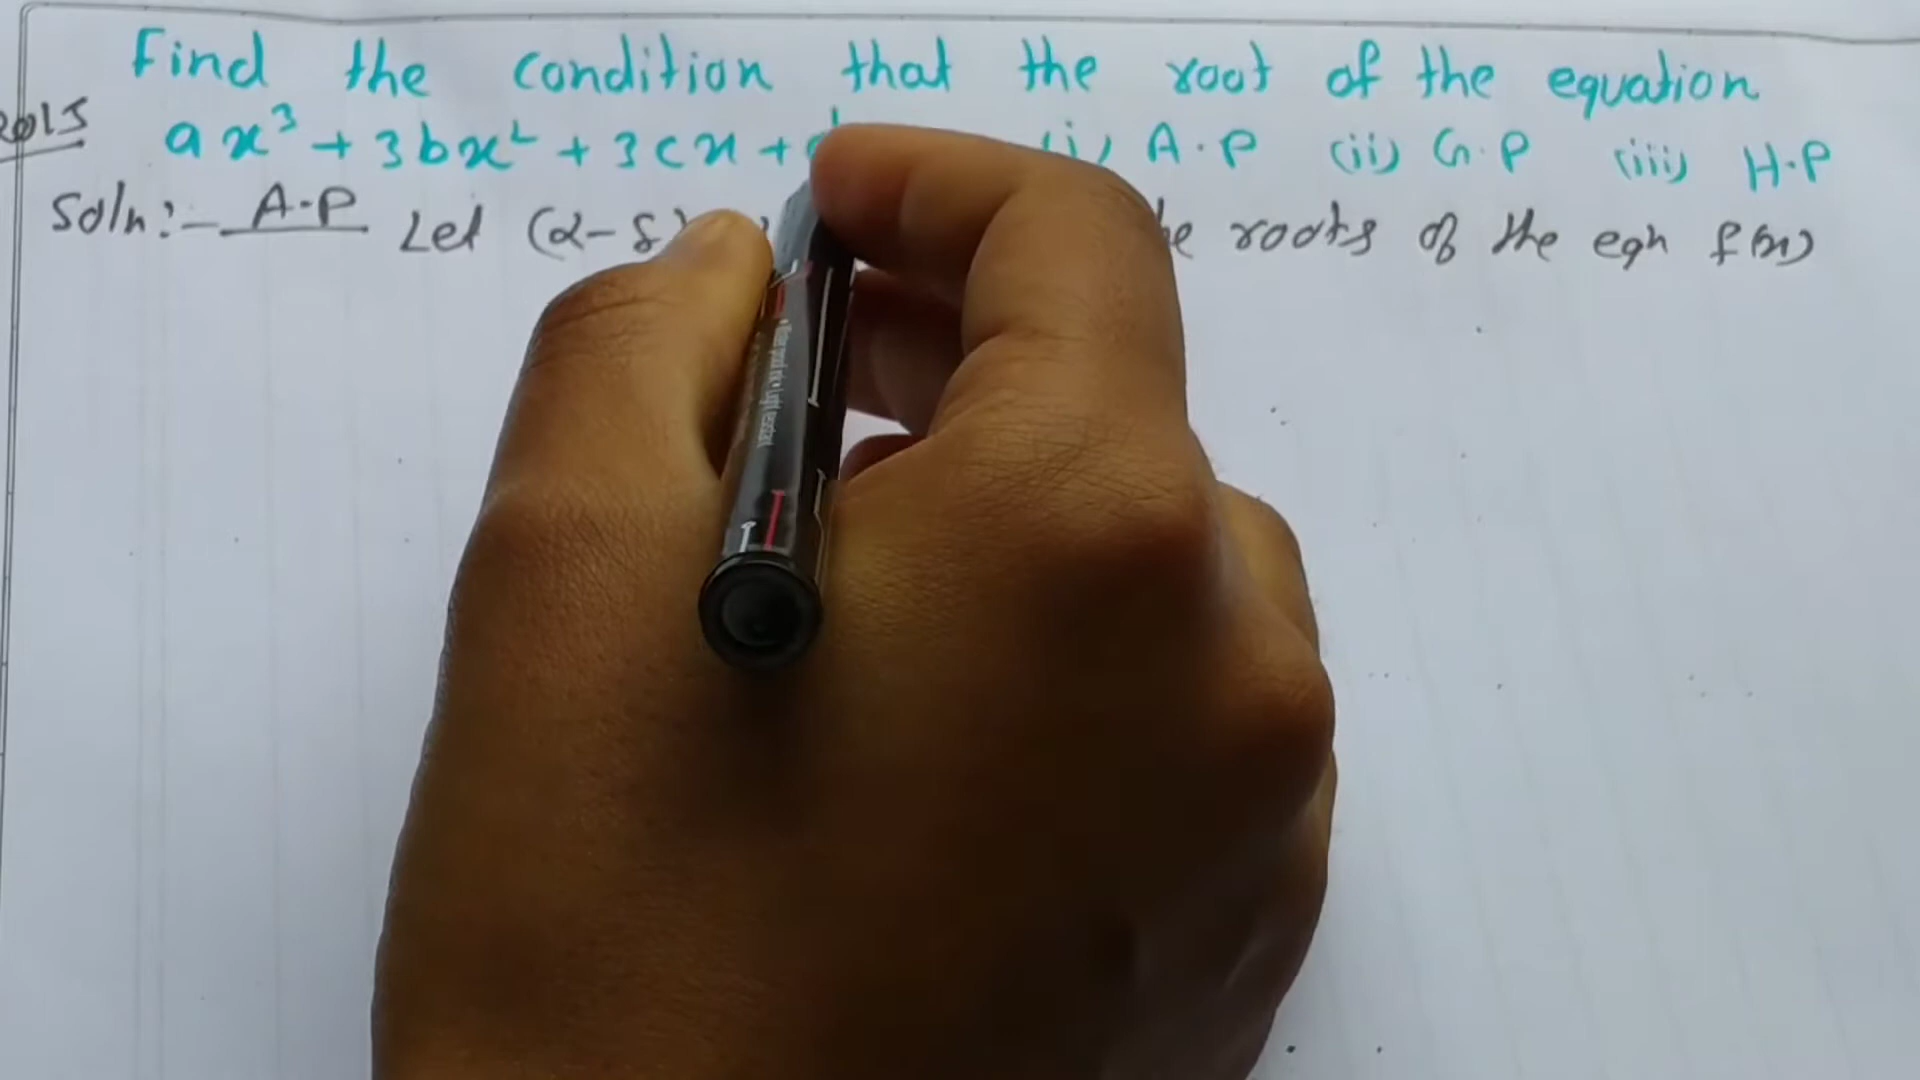 Find the condition that the root of the equation
2015
ax³ + 3bx² + 3cx + (i) A.P (ii) G.P (iii) H.P
Soln:- A.P Let (α-δ) roots of the eqn f(x)